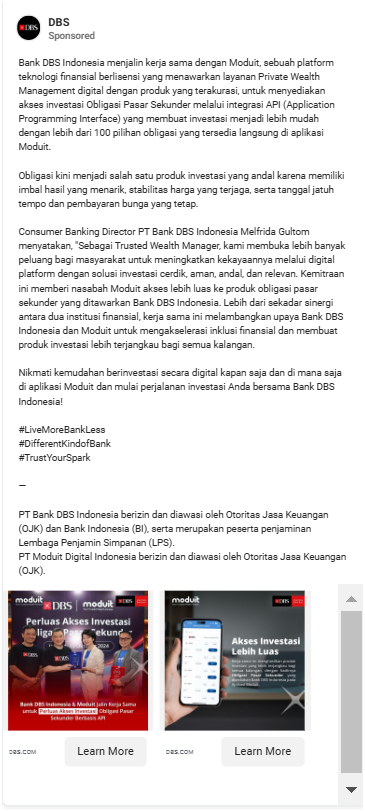 DBS
DBS
Sponsored
Bank DBS Indonesia menjalin kerja sama dengan Moduit, sebuah platform
teknologi finansial berlisensi yang menawarkan layanan Private Wealth
Management digital dengan produk yang terakurasi, untuk menyediakan
akses investasi Obligasi Pasar Sekunder melalui integrasi API (Application
Programming Interface) yang membuat investasi menjadi lebih mudah
dengan lebih dari 100 pilihan obligasi yang tersedia langsung di aplikasi
Moduit.
Obligasi kini menjadi salah satu produk investasi yang andal karena memiliki
imbal hasil yang menarik, stabilitas harga yang terjaga, serta tanggal jatuh
tempo dan pembayaran bunga yang tetap.
Consumer Banking Director PT Bank DBS Indonesia Melfrida Gultom
menyatakan, "Sebagai Trusted Wealth Manager, kami membuka lebih banyak
peluang bagi masyarakat untuk meningkatkan kekayaannya melalui digital
platform dengan solusi investasi cerdik, aman, andal, dan relevan. Kemitraan
ini memberi nasabah Moduit akses lebih luas ke produk obligasi pasar
sekunder yang ditawarkan Bank DBS Indonesia. Lebih dari sekadar sinergi
antara dua institusi finansial, kerja sama ini melambangkan upaya Bank DBS
Indonesia dan Moduit untuk mengakselerasi inklusi finansial dan membuat
produk investasi lebih terjangkau bagi semua kalangan.
Nikmati kemudahan berinvestasi secara digital kapan saja dan di mana saja
di aplikasi Moduit dan mulai perjalanan investasi Anda bersama Bank DBS
Indonesia!
#LiveMoreBankLess
#DifferentKindofBank
#TrustYourSpark
—
PT Bank DBS Indonesia berizin dan diawasi oleh Otoritas Jasa Keuangan
(OJK) dan Bank Indonesia (BI), serta merupakan peserta penjaminan
Lembaga Penjamin Simpanan (LPS).
PT Moduit Digital Indonesia berizin dan diawasi oleh Otoritas Jasa Keuangan
(OJK).
moduit DBS
DBS moduit
Perluas Akses Investasi
Obligasi Pasar Sekunder
2024
Bank DBS Indonesia & Moduit Jalin Kerja Sama
untuk Perluas Akses Investasi Obligasi Pasar
Sekunder Berbasis API
DBS.COM
Learn More
moduit DBS
Akses Investasi
Lebih Luas
DBS.COM
Learn More